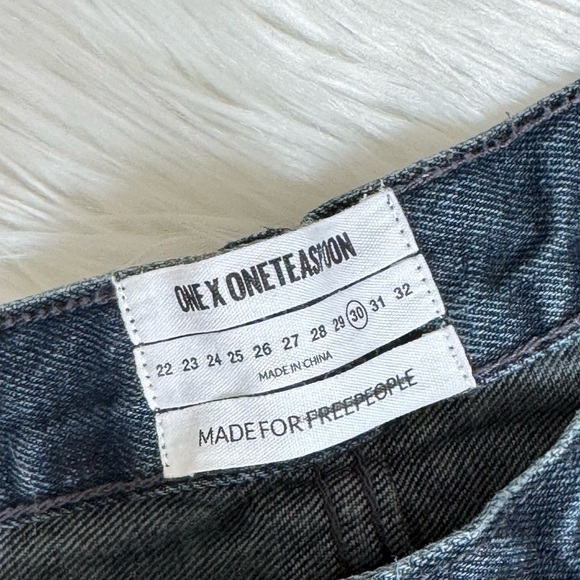 ONE X ONETEASPOON
22 23 24 25 26 27 28 29 30 31 32
MADE IN CHINA
MADE FOR FREEPEOPLE